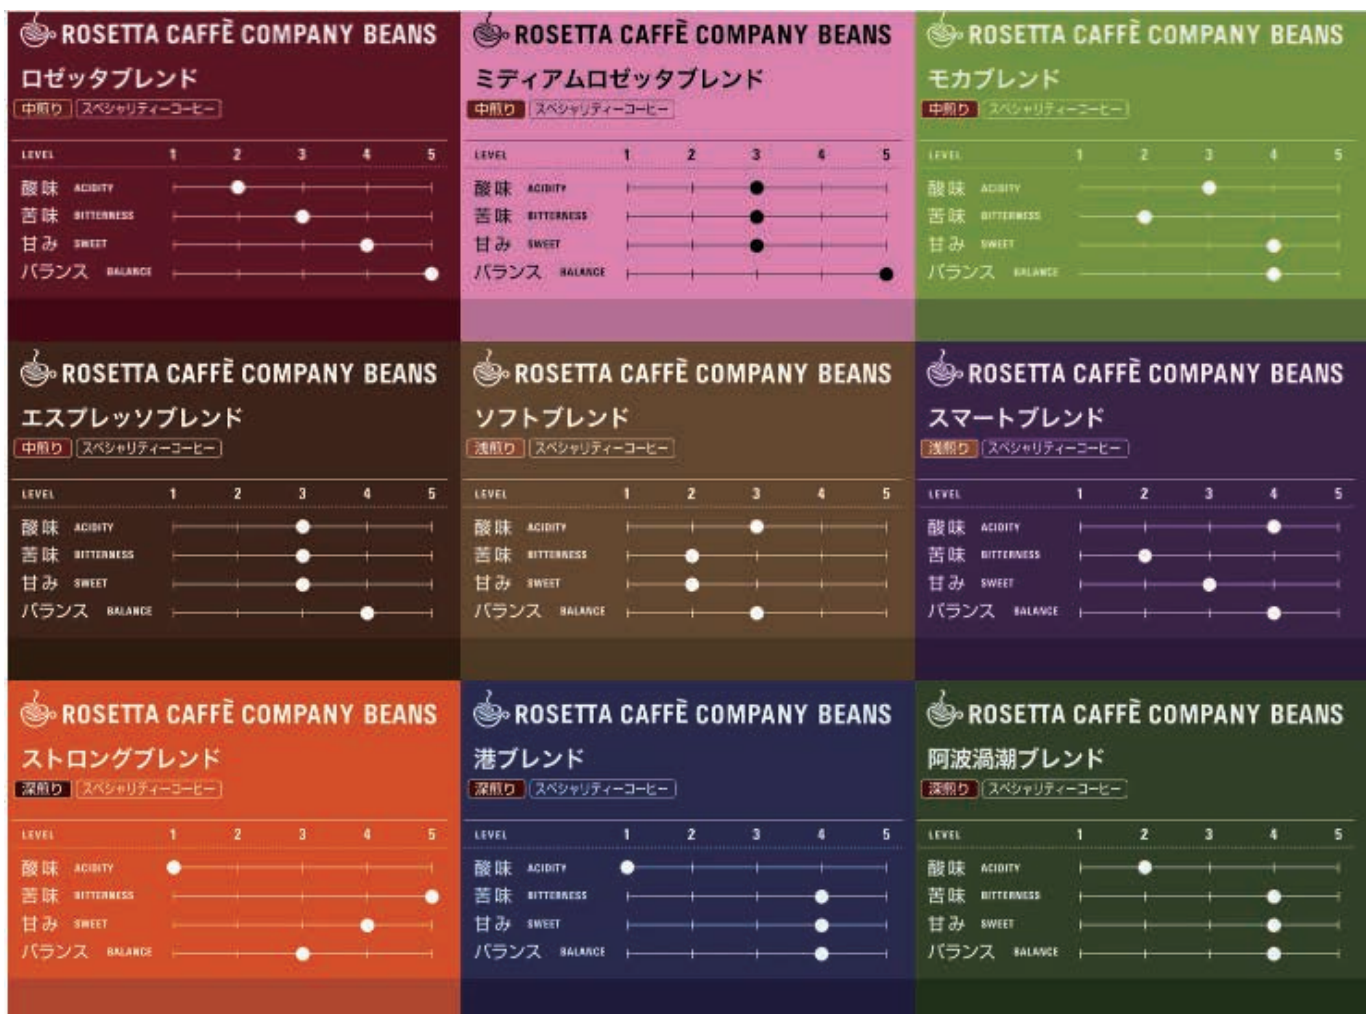 ROSETTA CAFFÈ COMPANY BEANS
ロゼッタブレンド
中煎り スペシャリティーコーヒー
LEVEL 1 2 3 4 5
酸味 ACIDITY
苦味 BITTERNESS
甘み SWEET
バランス BALANCE
ROSETTA CAFFÈ COMPANY BEANS
ミディアムロゼッタブレンド
中煎り スペシャリティーコーヒー
LEVEL 1 2 3 4 5
酸味 ACIDITY
苦味 BITTERNESS
甘み SWEET
バランス BALANCE
ROSETTA CAFFÈ COMPANY BEANS
モカブレンド
中煎り スペシャリティーコーヒー
LEVEL 1 2 3 4 5
酸味 ACIDITY
苦味 BITTERNESS
甘み SWEET
バランス BALANCE
ROSETTA CAFFÈ COMPANY BEANS
エスプレッソブレンド
中煎り スペシャリティーコーヒー
LEVEL 1 2 3 4 5
酸味 ACIDITY
苦味 BITTERNESS
甘み SWEET
バランス BALANCE
ROSETTA CAFFÈ COMPANY BEANS
ソフトブレンド
浅煎り スペシャリティーコーヒー
LEVEL 1 2 3 4 5
酸味 ACIDITY
苦味 BITTERNESS
甘み SWEET
バランス BALANCE
ROSETTA CAFFÈ COMPANY BEANS
スマートブレンド
浅煎り スペシャリティーコーヒー
LEVEL 1 2 3 4 5
酸味 ACIDITY
苦味 BITTERNESS
甘み SWEET
バランス BALANCE
ROSETTA CAFFÈ COMPANY BEANS
ストロングブレンド
深煎り スペシャリティーコーヒー
LEVEL 1 2 3 4 5
酸味 ACIDITY
苦味 BITTERNESS
甘み SWEET
バランス BALANCE
ROSETTA CAFFÈ COMPANY BEANS
港ブレンド
深煎り スペシャリティーコーヒー
LEVEL 1 2 3 4 5
酸味 ACIDITY
苦味 BITTERNESS
甘み SWEET
バランス BALANCE
ROSETTA CAFFÈ COMPANY BEANS
阿波渦潮ブレンド
深煎り スペシャリティーコーヒー
LEVEL 1 2 3 4 5
酸味 ACIDITY
苦味 BITTERNESS
甘み SWEET
バランス BALANCE